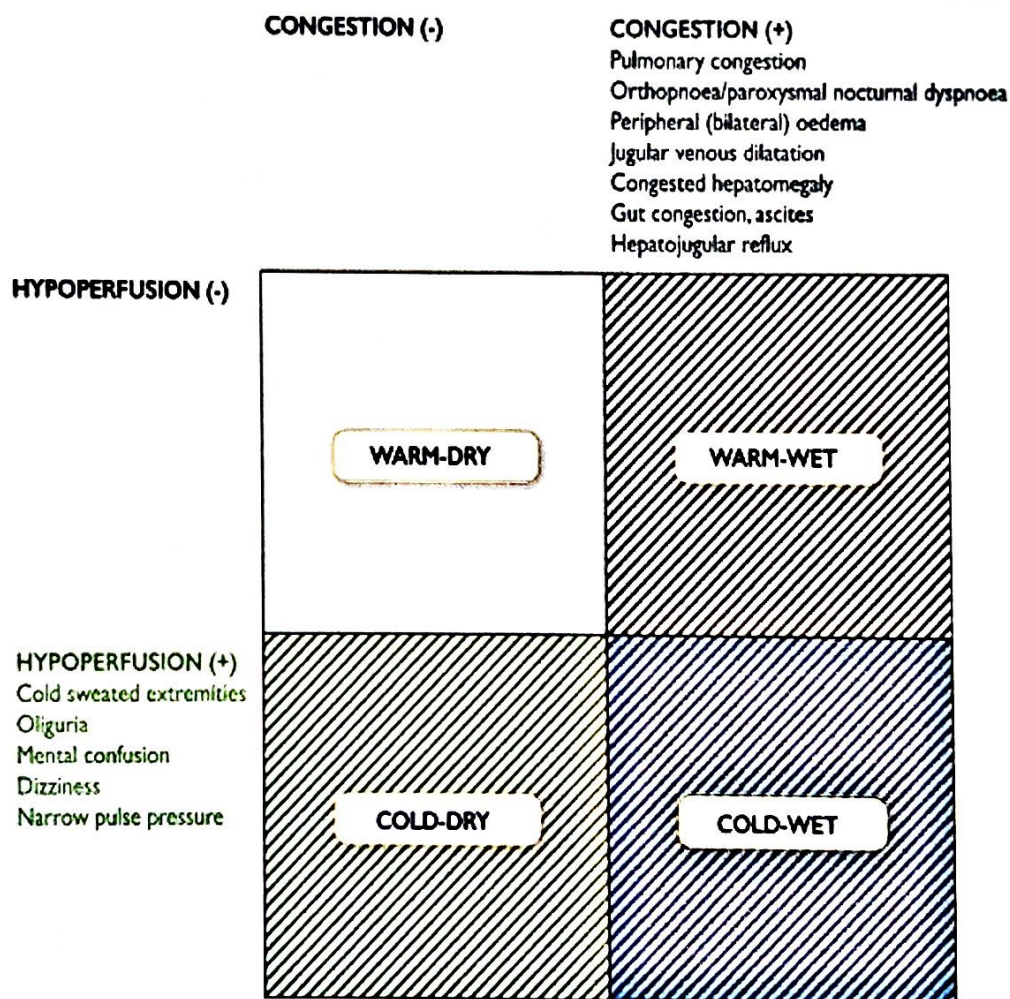 CONGESTION (-)
CONGESTION (+)
Pulmonary congestion
Orthopnoea/paroxysmal nocturnal dyspnoea
Peripheral (bilateral) oedema
Jugular venous dilatation
Congested hepatomegaly
Gut congestion, ascites
Hepatojugular reflux
HYPOPERFUSION (-)
WARM-DRY
WARM-WET
HYPOPERFUSION (+)
Cold sweated extremities
Oliguria
Mental confusion
Dizziness
Narrow pulse pressure
COLD-DRY
COLD-WET